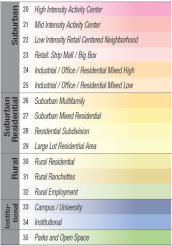 Suburban
20 High Intensity Activity Center
21 Mid Intensity Activity Center
22 Low Intensity Retail Centered Neighborhood
23 Retail: Strip Mall / Big Box
24 Industrial / Office / Residential Mixed High
25 Industrial / Office / Residential Mixed Low
Suburban
Residential
26 Suburban Multifamily
27 Suburban Mixed Residential
28 Residential Subdivision
29 Large Lot Residential Area
Rural
30 Rural Residential
31 Rural Ranchettes
32 Rural Employment
Institu-
tional
33 Campus / University
34 Institutional
35 Parks and Open Space